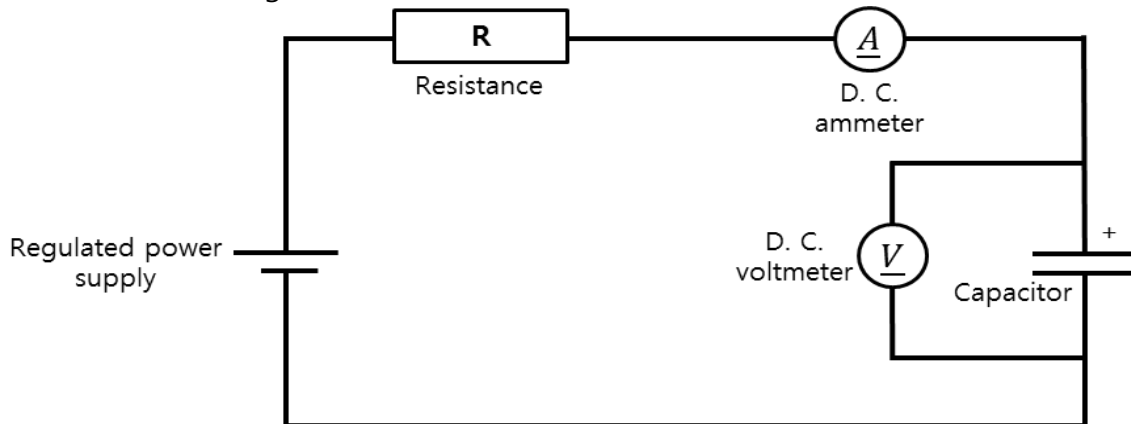 R
Resistance
A
D. C.
ammeter
Regulated power
supply
D. C.
voltmeter
V
+
Capacitor